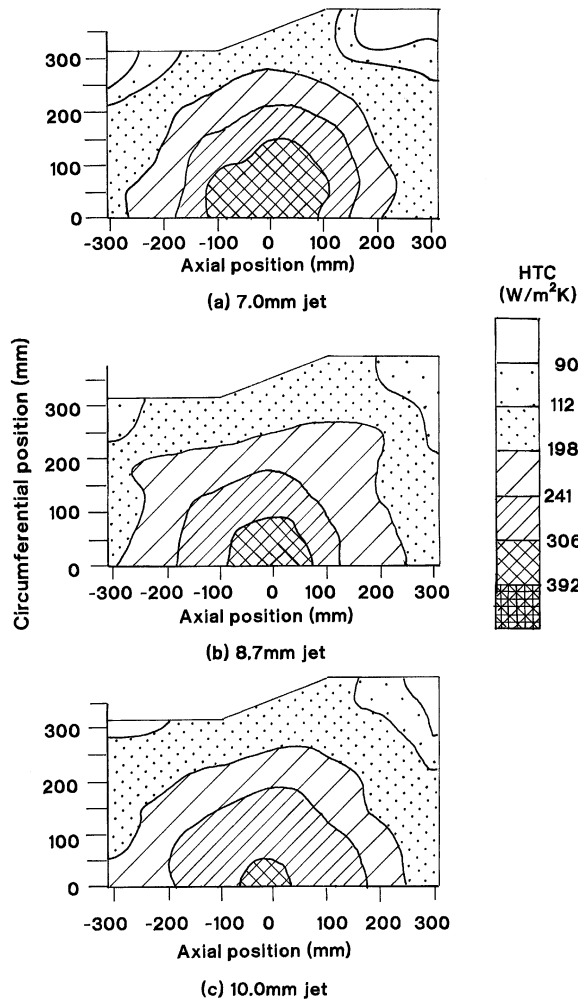 300
200
100
0
-300 -200 -100 0 100 200 300
Axial position (mm)
(a) 7.0mm jet
HTC
(W/m²K)
90
112
198
241
306
392
Circumferential position (mm)
300
200
100
0
-300 -200 -100 0 100 200 300
Axial position (mm)
(b) 8.7mm jet
300
200
100
0
-300 -200 -100 0 100 200 300
Axial position (mm)
(c) 10.0mm jet